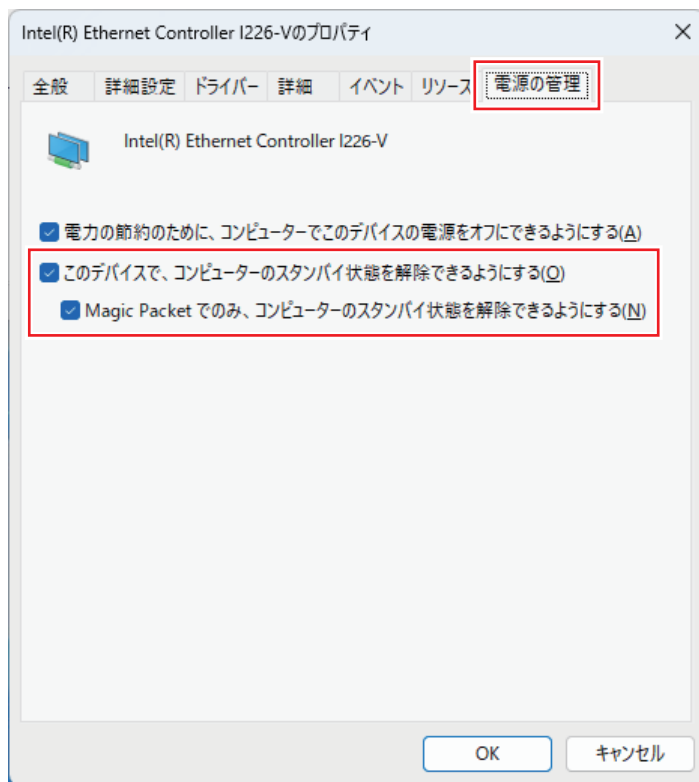 Intel(R) Ethernet Controller I226-Vのプロパティ
全般 詳細設定 ドライバー 詳細 イベント リソース 電源の管理
Intel(R) Ethernet Controller I226-V
電力の節約のために、コンピューターでこのデバイスの電源をオフにできるようにする(A)
このデバイスで、コンピューターのスタンバイ状態を解除できるようにする(O)
Magic Packet でのみ、コンピューターのスタンバイ状態を解除できるようにする(N)
OK キャンセル